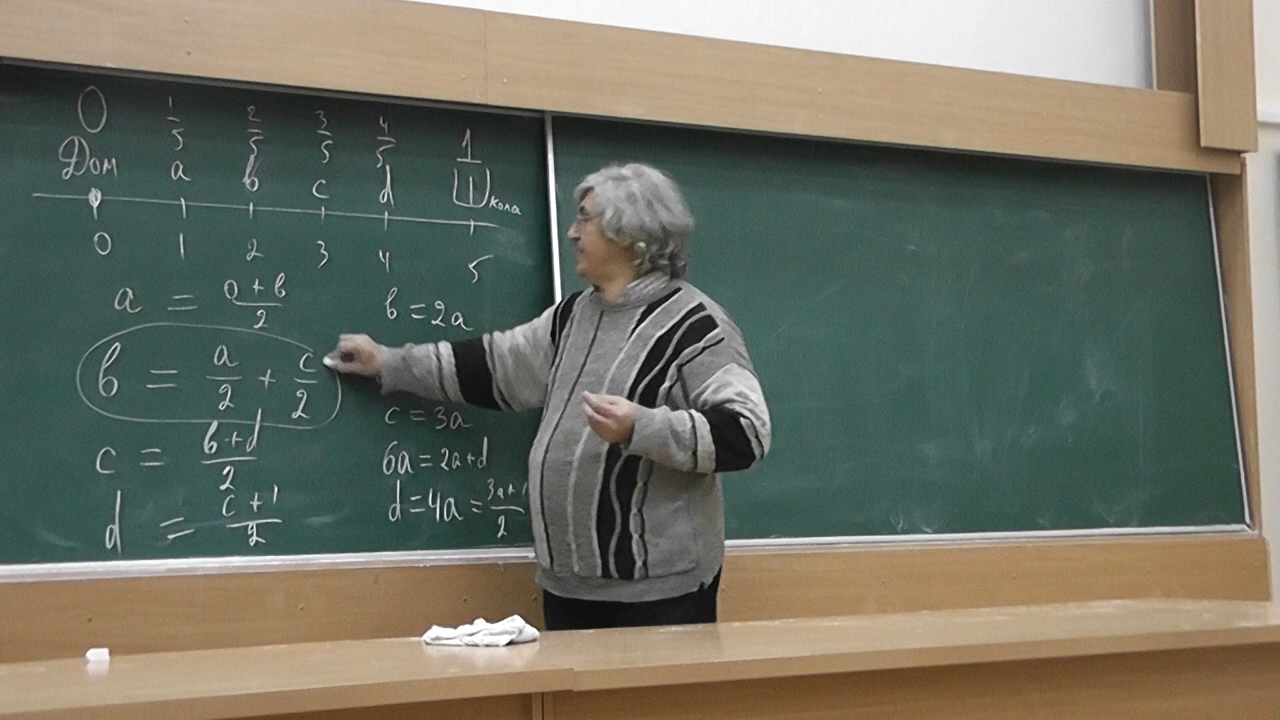 0 1/5 2/5 3/5 4/5 1
Дом a b c d 1
0 1 2 3 4 5
a = (0+b)/2 b=2a
b = a/2 + c/2
c=3a
c = (b+d)/2 6a=2a+d
d = (c+1)/2 d=4a=(3a+1)/2